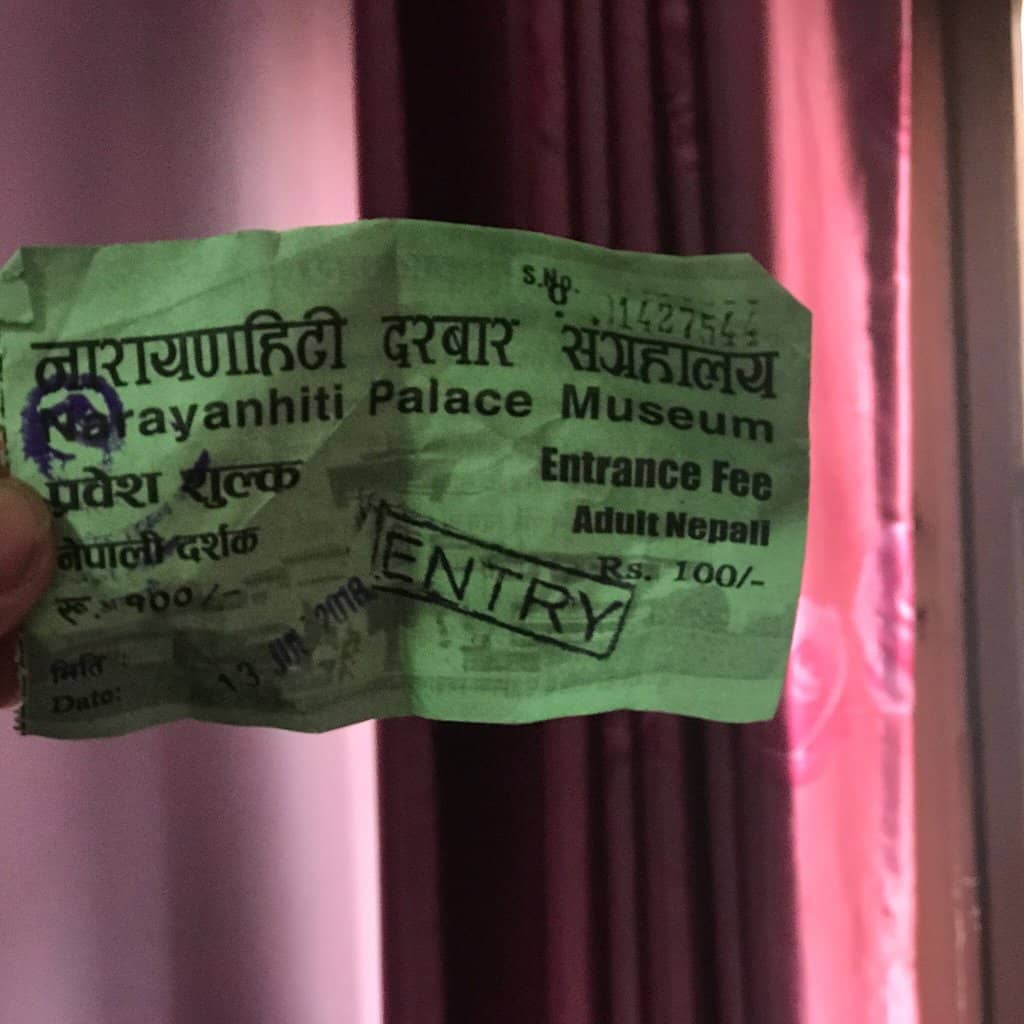 S.No. 01427544
नारायणहिटी दरबार संग्रहालय
Narayanhiti Palace Museum
प्रवेश शुल्क
Entrance Fee
नेपाली दर्शक
Adult Nepali
रू. १००/-
Rs. 100/-
ENTRY
मिति :
Date:
13 2018